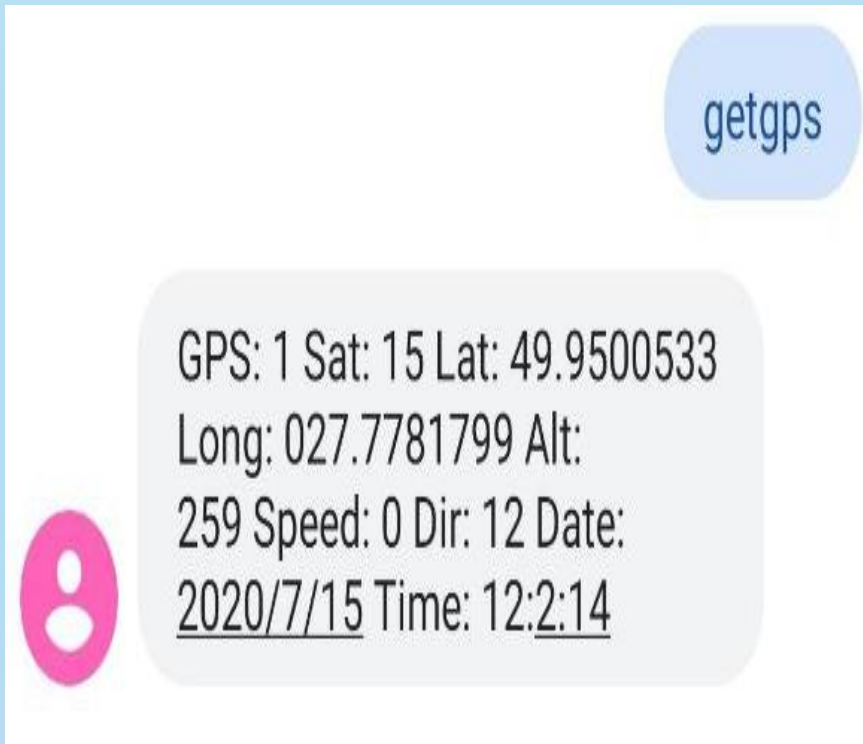 getgps
GPS: 1 Sat: 15 Lat: 49.9500533
Long: 027.7781799 Alt:
259 Speed: 0 Dir: 12 Date:
2020/7/15 Time: 12:2:14